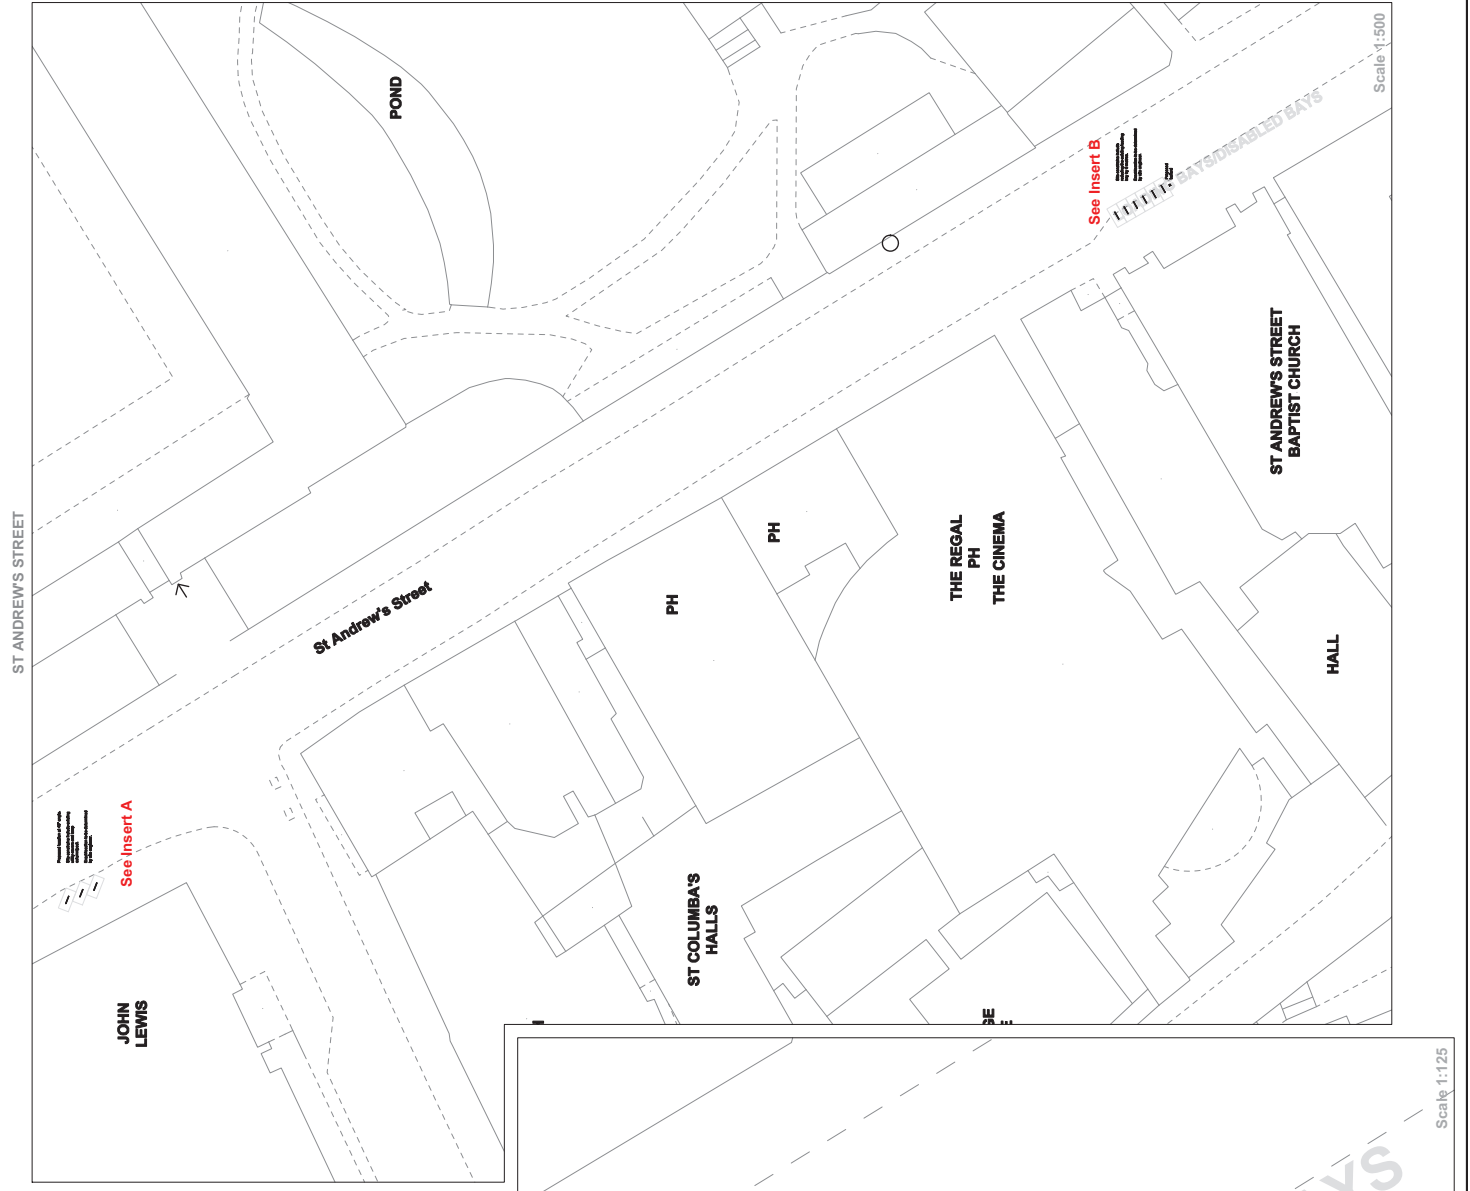 ST ANDREW'S STREET
Scale 1:500
POND
See Insert B
BAYS/DISABLED BAYS
ST ANDREW'S STREET
BAPTIST CHURCH
PH
THE REGAL
PH
THE CINEMA
PH
St Andrew's Street
HALL
See Insert A
ST COLUMBA'S
HALLS
JOHN
LEWIS
GE
Scale 1:125
YS